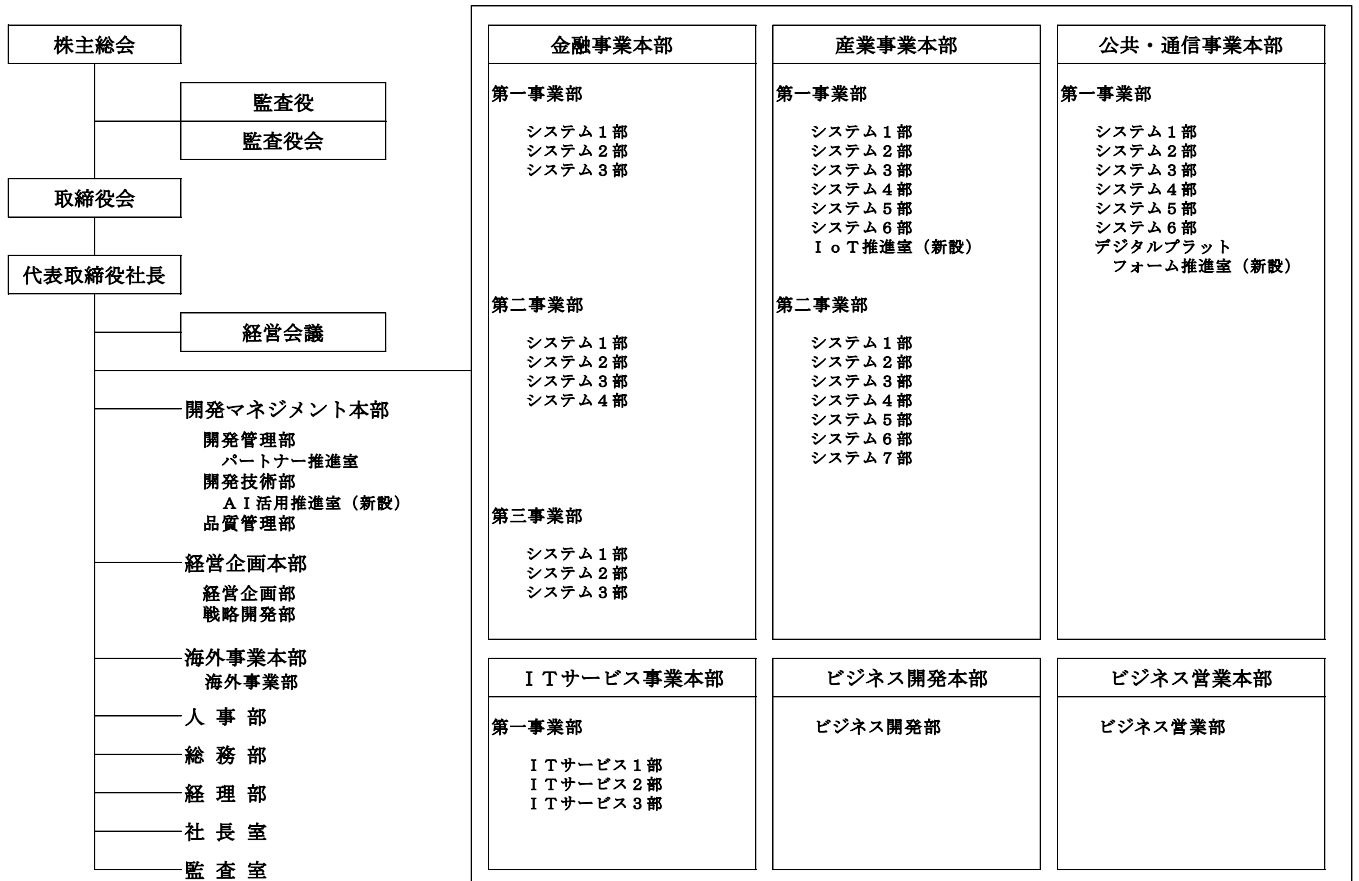 株主総会
監査役
監査役会
取締役会
代表取締役社長
経営会議
開発マネジメント本部
開発管理部
パートナー推進室
開発技術部
ＡＩ活用推進室（新設）
品質管理部
経営企画本部
経営企画部
戦略開発部
海外事業本部
海外事業部
人 事 部
総 務 部
経 理 部
社 長 室
監 査 室
金融事業本部
第一事業部
システム１部
システム２部
システム３部
第二事業部
システム１部
システム２部
システム３部
システム４部
第三事業部
システム１部
システム２部
システム３部
産業事業本部
第一事業部
システム１部
システム２部
システム３部
システム４部
システム５部
システム６部
ＩｏＴ推進室（新設）
第二事業部
システム１部
システム２部
システム３部
システム４部
システム５部
システム６部
システム７部
公共・通信事業本部
第一事業部
システム１部
システム２部
システム３部
システム４部
システム５部
システム６部
デジタルプラット
フォーム推進室（新設）
ＩＴサービス事業本部
第一事業部
ＩＴサービス１部
ＩＴサービス２部
ＩＴサービス３部
ビジネス開発本部
ビジネス開発部
ビジネス営業本部
ビジネス営業部